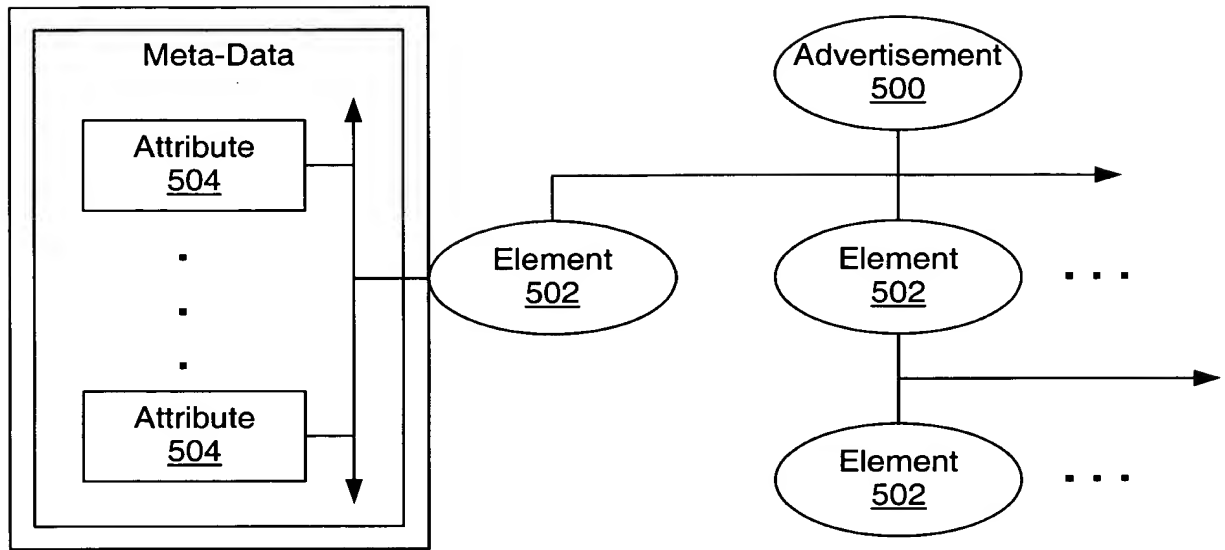 Meta-Data
Attribute
504
Attribute
504
Advertisement
500
Element
502
Element
502
Element
502